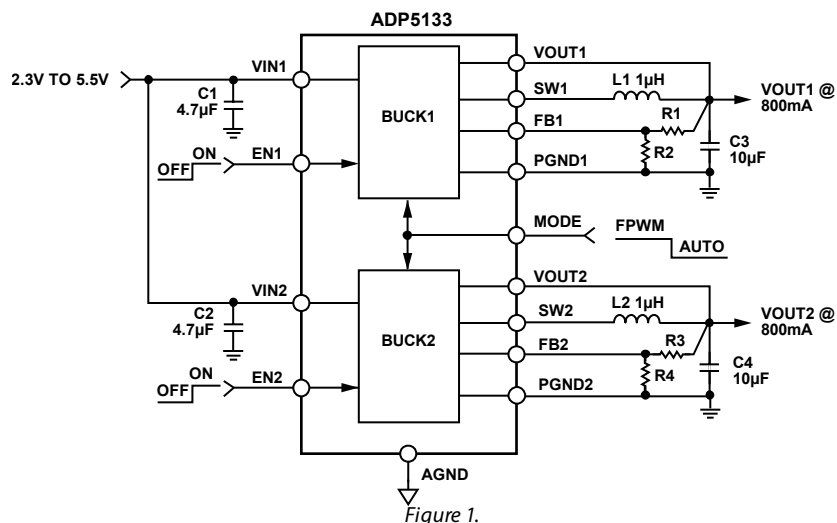 ADP5133
2.3V TO 5.5V
VIN1
C1
4.7µF
ON
OFF
EN1
BUCK1
VOUT1
SW1
FB1
PGND1
L1 1µH
R1
R2
VOUT1 @
800mA
C3
10µF
MODE
FPWM
AUTO
VIN2
C2
4.7µF
ON
OFF
EN2
BUCK2
VOUT2
SW2
FB2
PGND2
L2 1µH
R3
R4
VOUT2 @
800mA
C4
10µF
AGND
Figure 1.